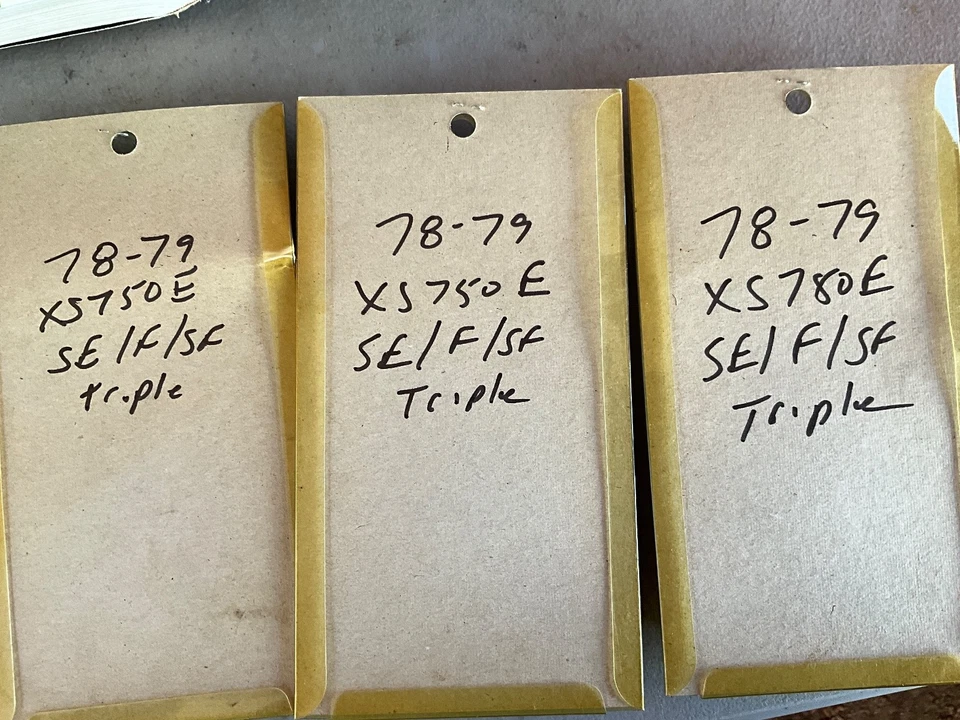 78-79
XS750E
SE/F/SF
triple
78-79
XS750E
SE/F/SF
Triple
78-79
XS780E
SE/F/SF
Triple